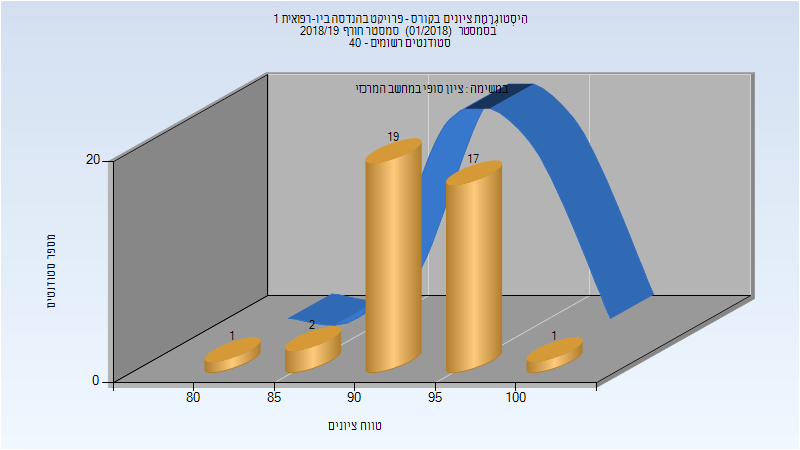 היסטוגרמת ציונים בקורס - פרויקט בהנדסה ביו-רפואית 1
בסמסטר (01/2018) סמסטר חורף 2018/19
סטודנטים רשומים - 40
במשימה : ציון סופי במחשב המרכזי
19
17
1
2
1
20
0
80
85
90
95
100
מספר סטודנטים
טווח ציונים